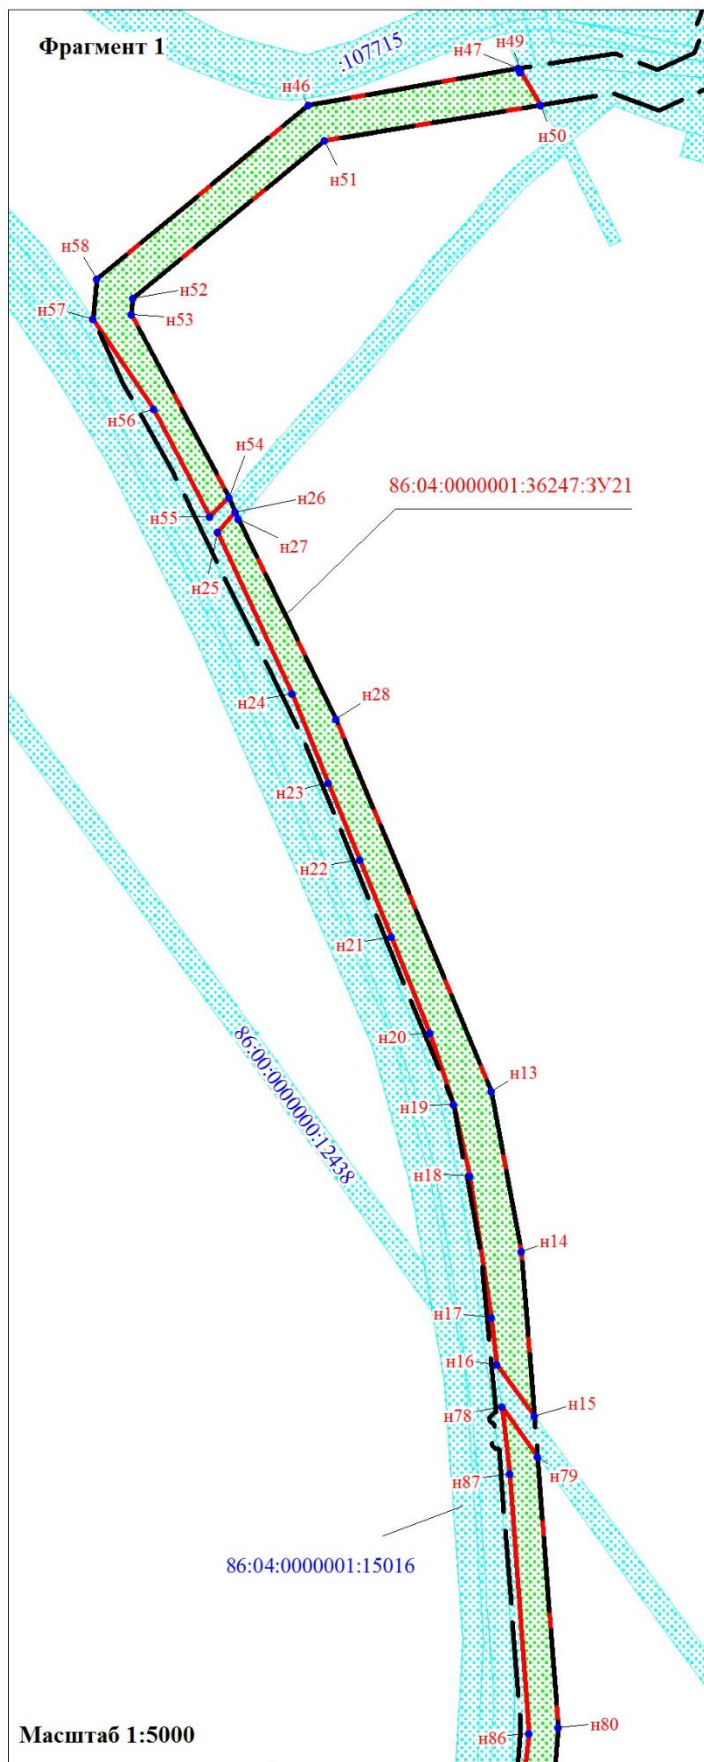 Фрагмент 1
:107715
н49
н47
н46
н50
н51
н58
н52
н57
н53
н56
н54
86:04:0000001:36247:ЗУ21
н26
н55
н27
н25
н28
н24
н23
н22
н21
н20
н13
н19
86:00:0000000:12438
н18
н14
н17
н16
н15
н78
н79
н87
86:04:0000001:15016
н80
н86
Масштаб 1:5000